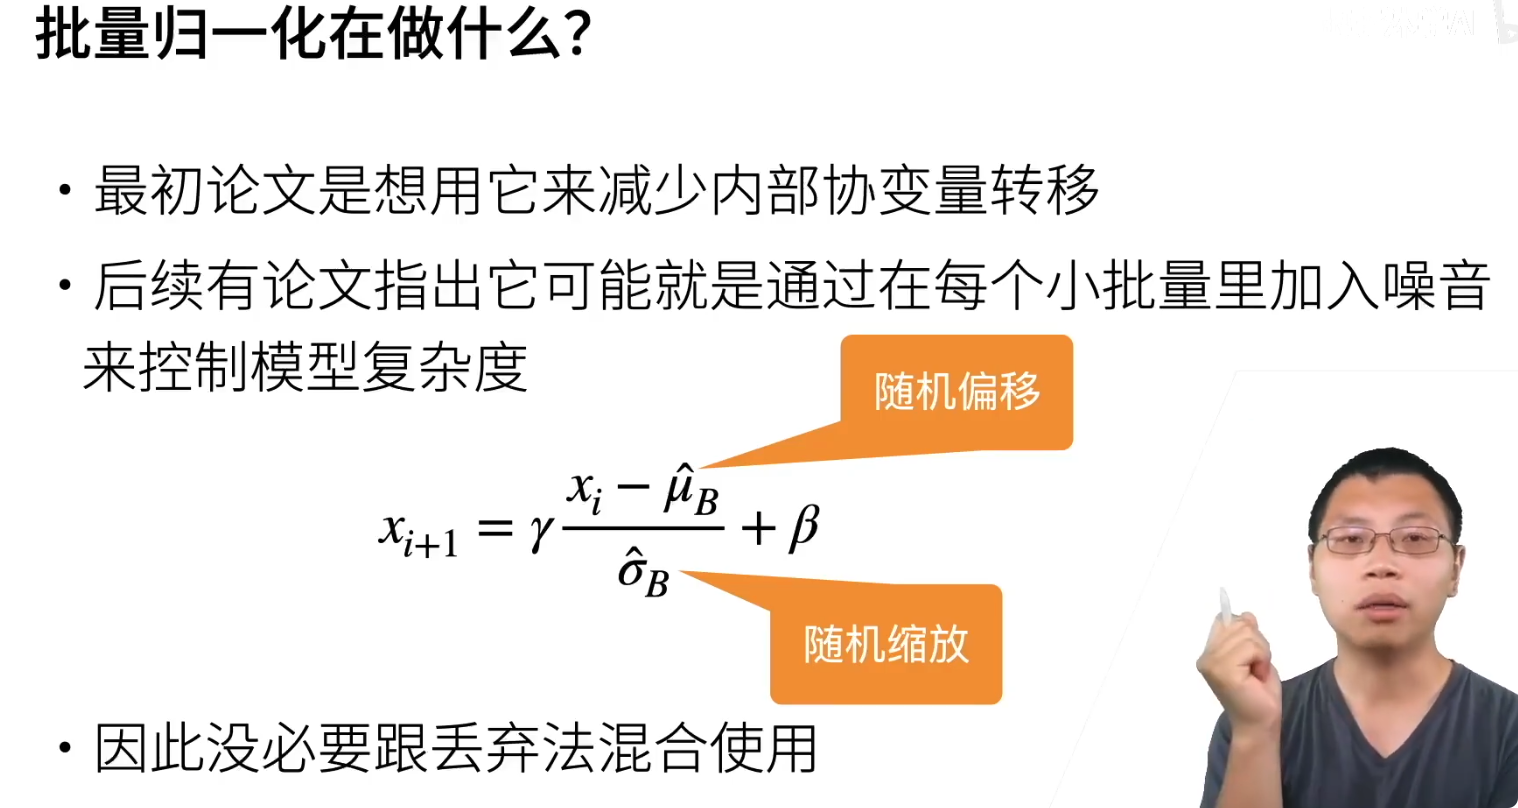 批量归一化在做什么？
• 最初论文是想用它来减少内部协变量转移
• 后续有论文指出它可能就是通过在每个小批量里加入噪音
来控制模型复杂度
随机偏移
x_{i+1} = γ \frac{x_i − \hat{μ}_B}{\hat{σ}_B} + β
随机缩放
• 因此没必要跟丢弃法混合使用